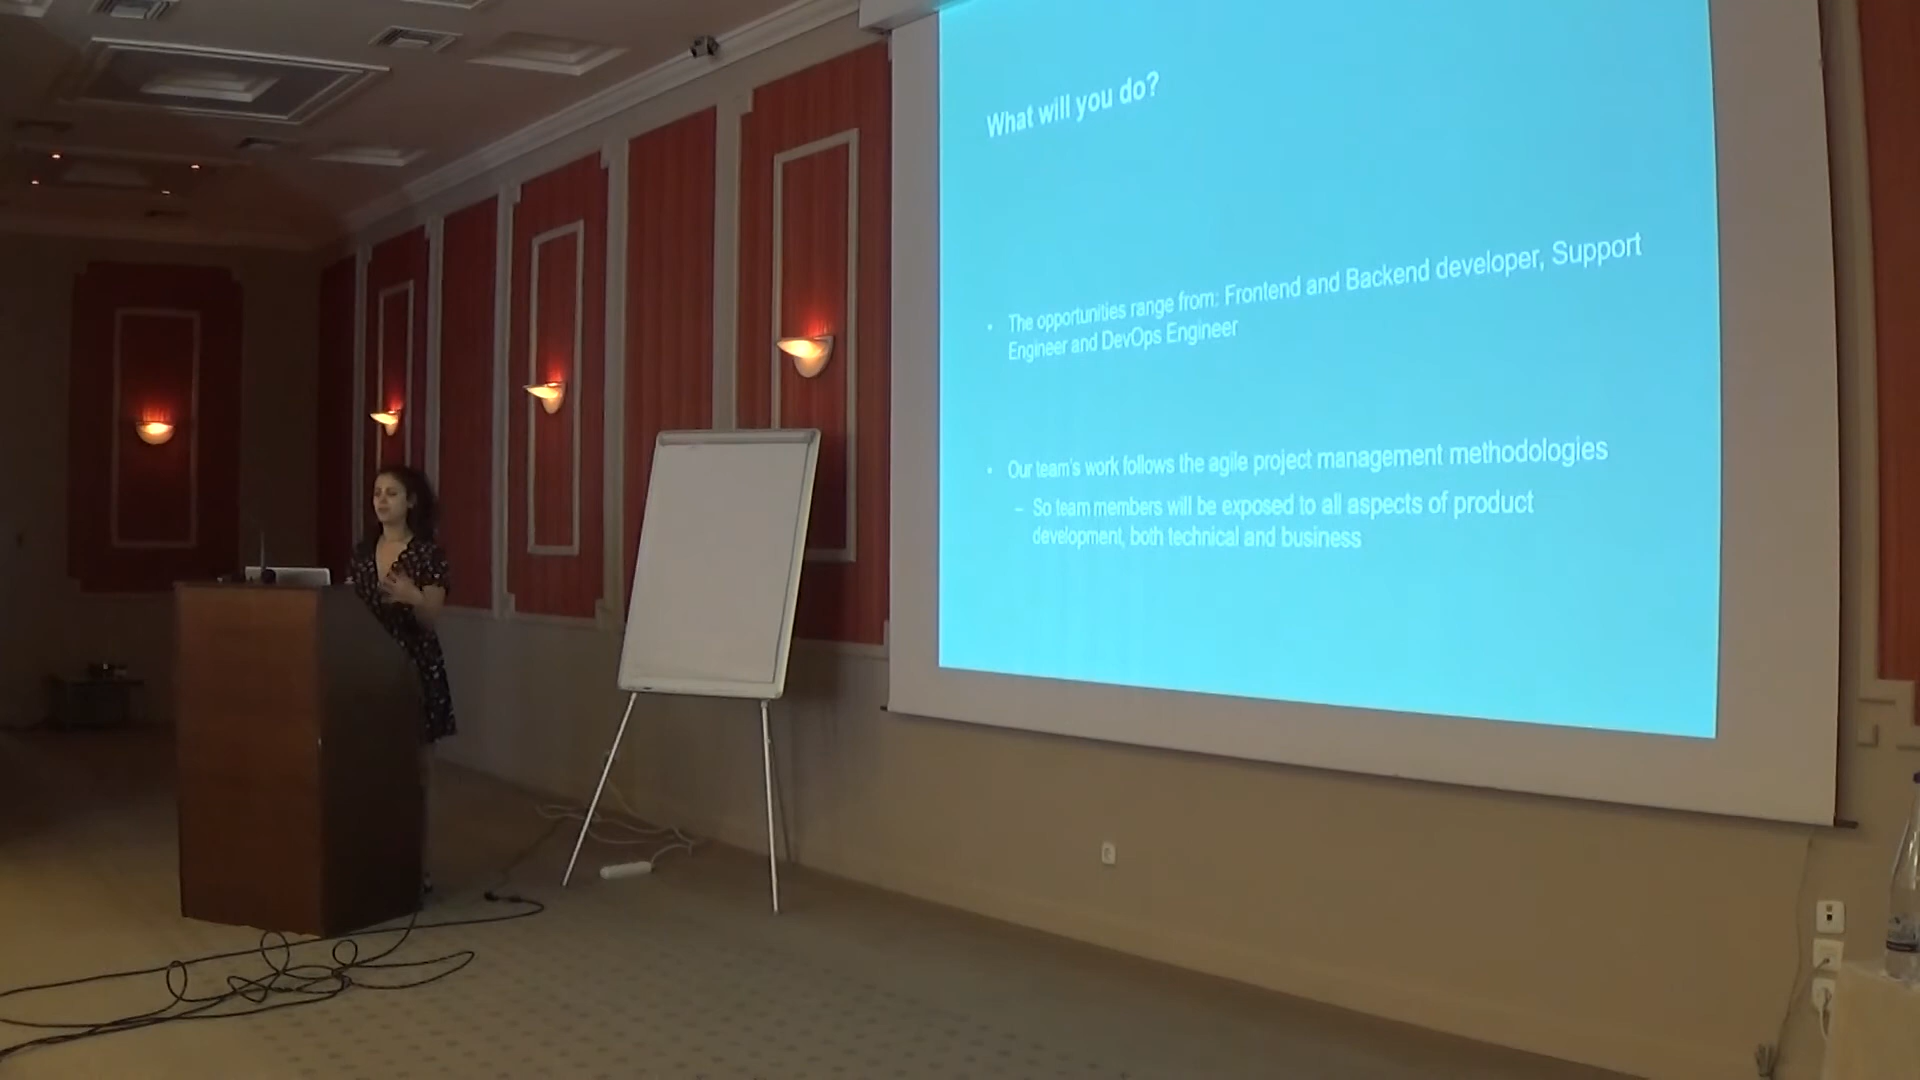 What will you do?
• The opportunities range from: Frontend and Backend developer, Support
Engineer and DevOps Engineer
• Our team's work follows the agile project management methodologies
– So team members will be exposed to all aspects of product
development, both technical and business